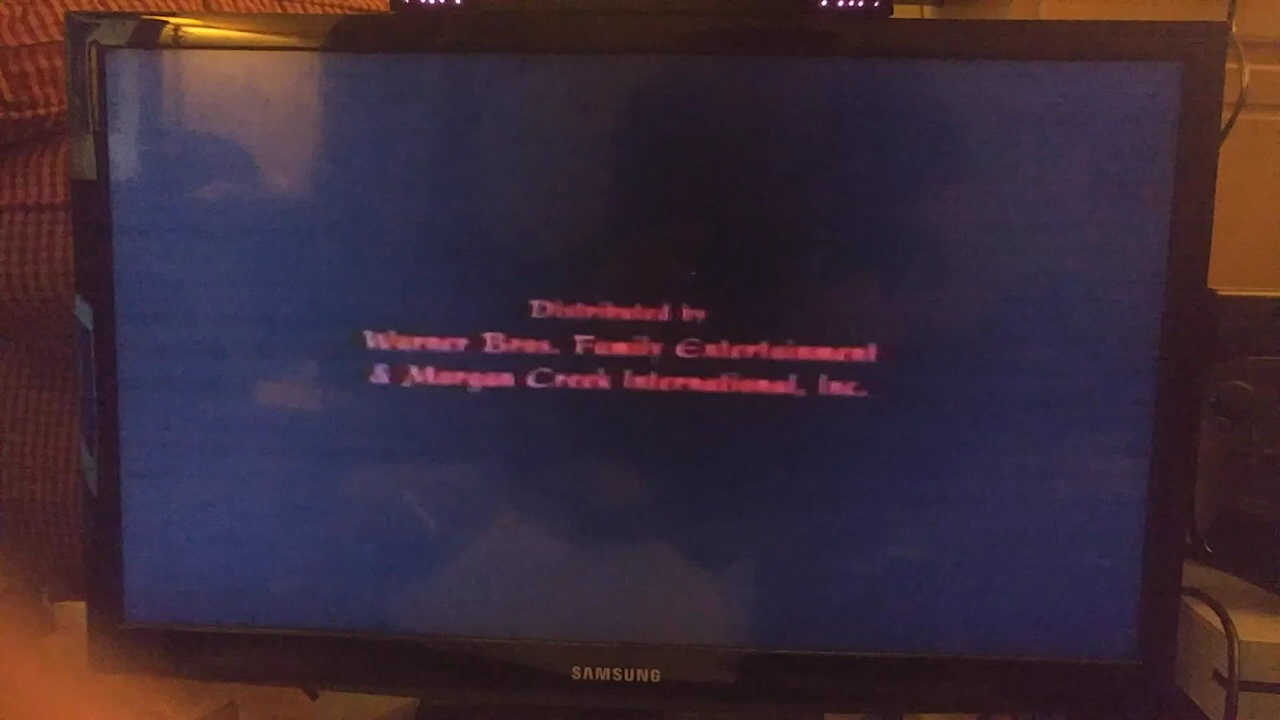 Distributed by
Warner Bros. Family Entertainment
& Morgan Creek International, Inc.
SAMSUNG